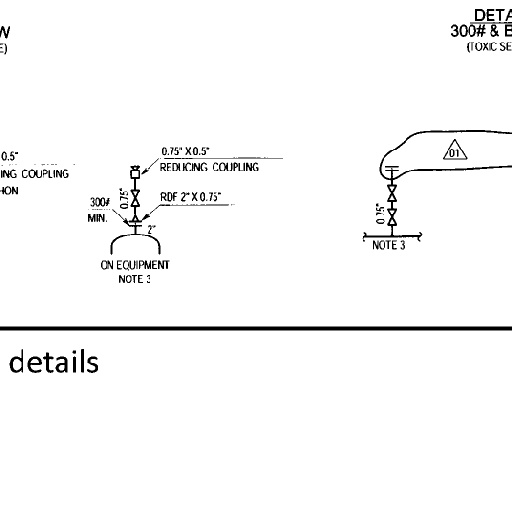 W
E)
DETA
300# & B
(TOXIC SE
0.5"
ING COUPLING
HON
0.75" X 0.5"
REDUCING COUPLING
0.75"
300#
MIN.
RDF 2" X 0.75"
2"
ON EQUIPMENT
NOTE 3
01
0.75"
NOTE 3
details